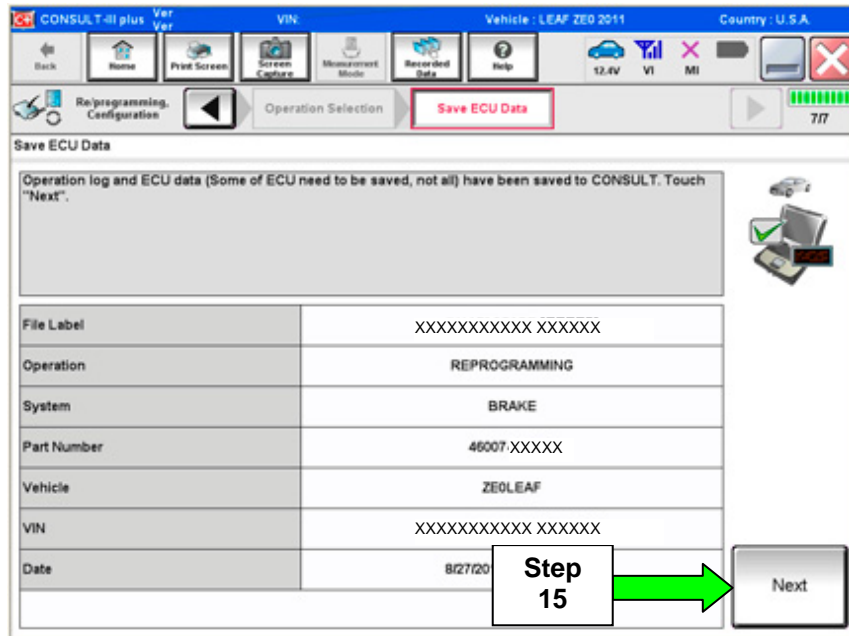 CONSULT-III plus Ver Ver VIN: Vehicle : LEAF ZE0 2011 Country : U.S.A.
Back Home Print Screen Screen Capture Measurement Mode Recorded Data Help 12.4V VI MI
Re/programming, Configuration Operation Selection Save ECU Data 7/7
Save ECU Data
Operation log and ECU data (Some of ECU need to be saved, not all) have been saved to CONSULT. Touch
"Next".
File Label XXXXXXXXXXX XXXXXX
Operation REPROGRAMMING
System BRAKE
Part Number 46007 XXXXX
Vehicle ZE0LEAF
VIN XXXXXXXXXXX XXXXXX
Date 8/27/20
Step
15
Next